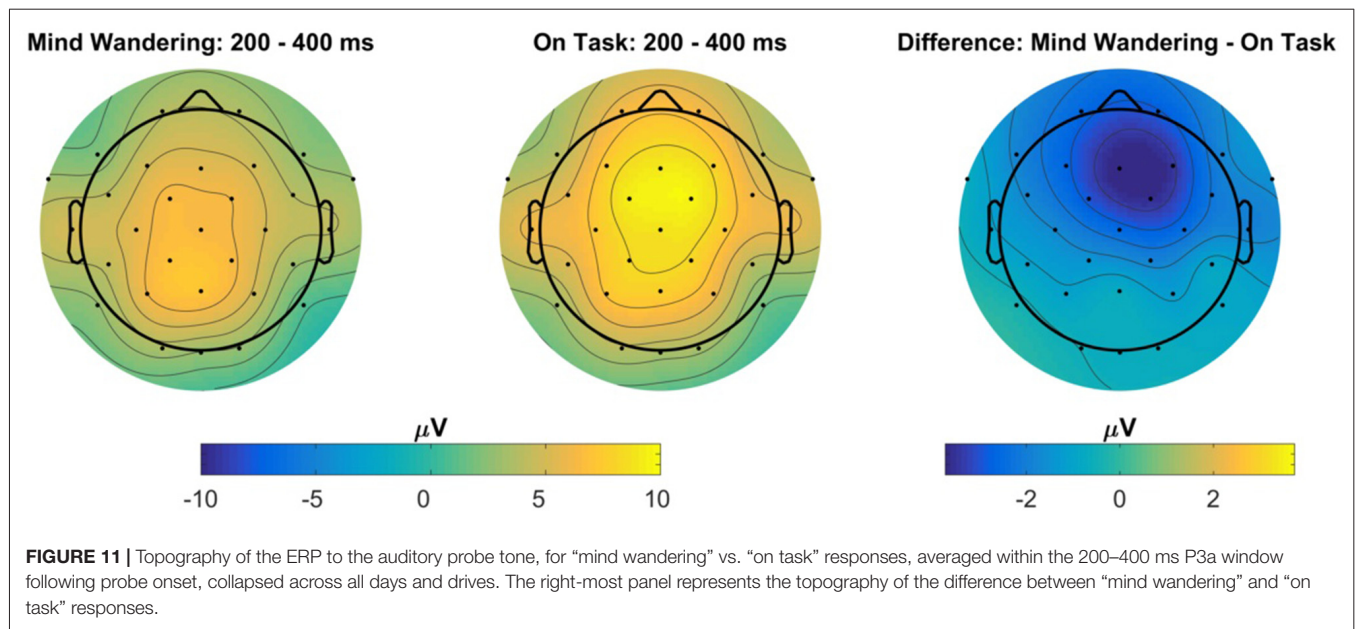 Mind Wandering: 200 - 400 ms
On Task: 200 - 400 ms
Difference: Mind Wandering - On Task
μV
-10 -5 0 5 10
μV
-2 0 2
FIGURE 11 | Topography of the ERP to the auditory probe tone, for “mind wandering” vs. “on task” responses, averaged within the 200–400 ms P3a window
following probe onset, collapsed across all days and drives. The right-most panel represents the topography of the difference between “mind wandering” and “on
task” responses.